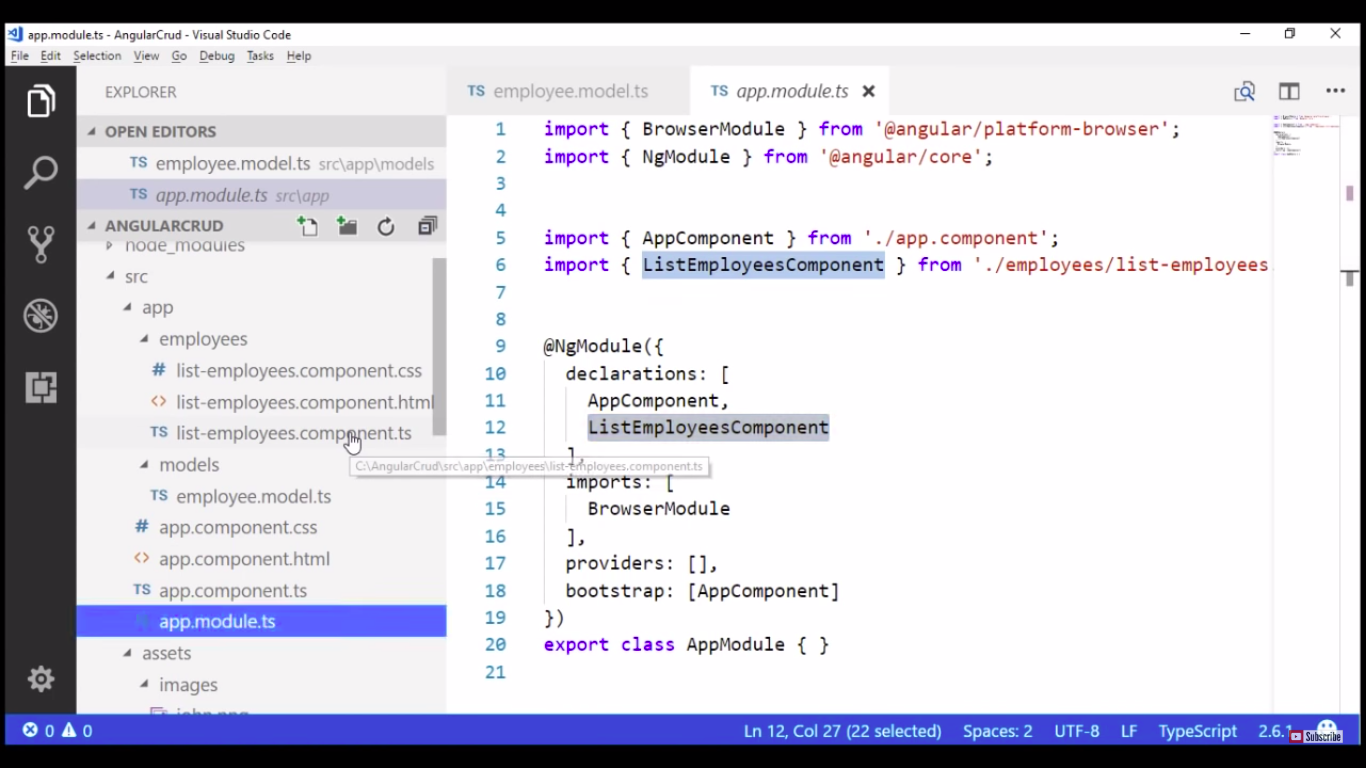 app.module.ts - AngularCrud - Visual Studio Code
File Edit Selection View Go Debug Tasks Help
EXPLORER
OPEN EDITORS
TS employee.model.ts src\app\models
TS app.module.ts src\app
ANGULARCRUD
node_modules
src
app
employees
# list-employees.component.css
<> list-employees.component.html
TS list-employees.component.ts
C:\AngularCrud\src\app\employees\list-employees.component.ts
models
TS employee.model.ts
# app.component.css
<> app.component.html
TS app.component.ts
app.module.ts
assets
images
TS employee.model.ts TS app.module.ts
1 import { BrowserModule } from '@angular/platform-browser';
2 import { NgModule } from '@angular/core';
3
4
5 import { AppComponent } from './app.component';
6 import { ListEmployeesComponent } from './employees/list-employees
7
8
9 @NgModule({
10 declarations: [
11 AppComponent,
12 ListEmployeesComponent
13 ],
14 imports: [
15 BrowserModule
16 ],
17 providers: [],
18 bootstrap: [AppComponent]
19 })
20 export class AppModule { }
21
0 0 Ln 12, Col 27 (22 selected) Spaces: 2 UTF-8 LF TypeScript 2.6.1
Subscribe